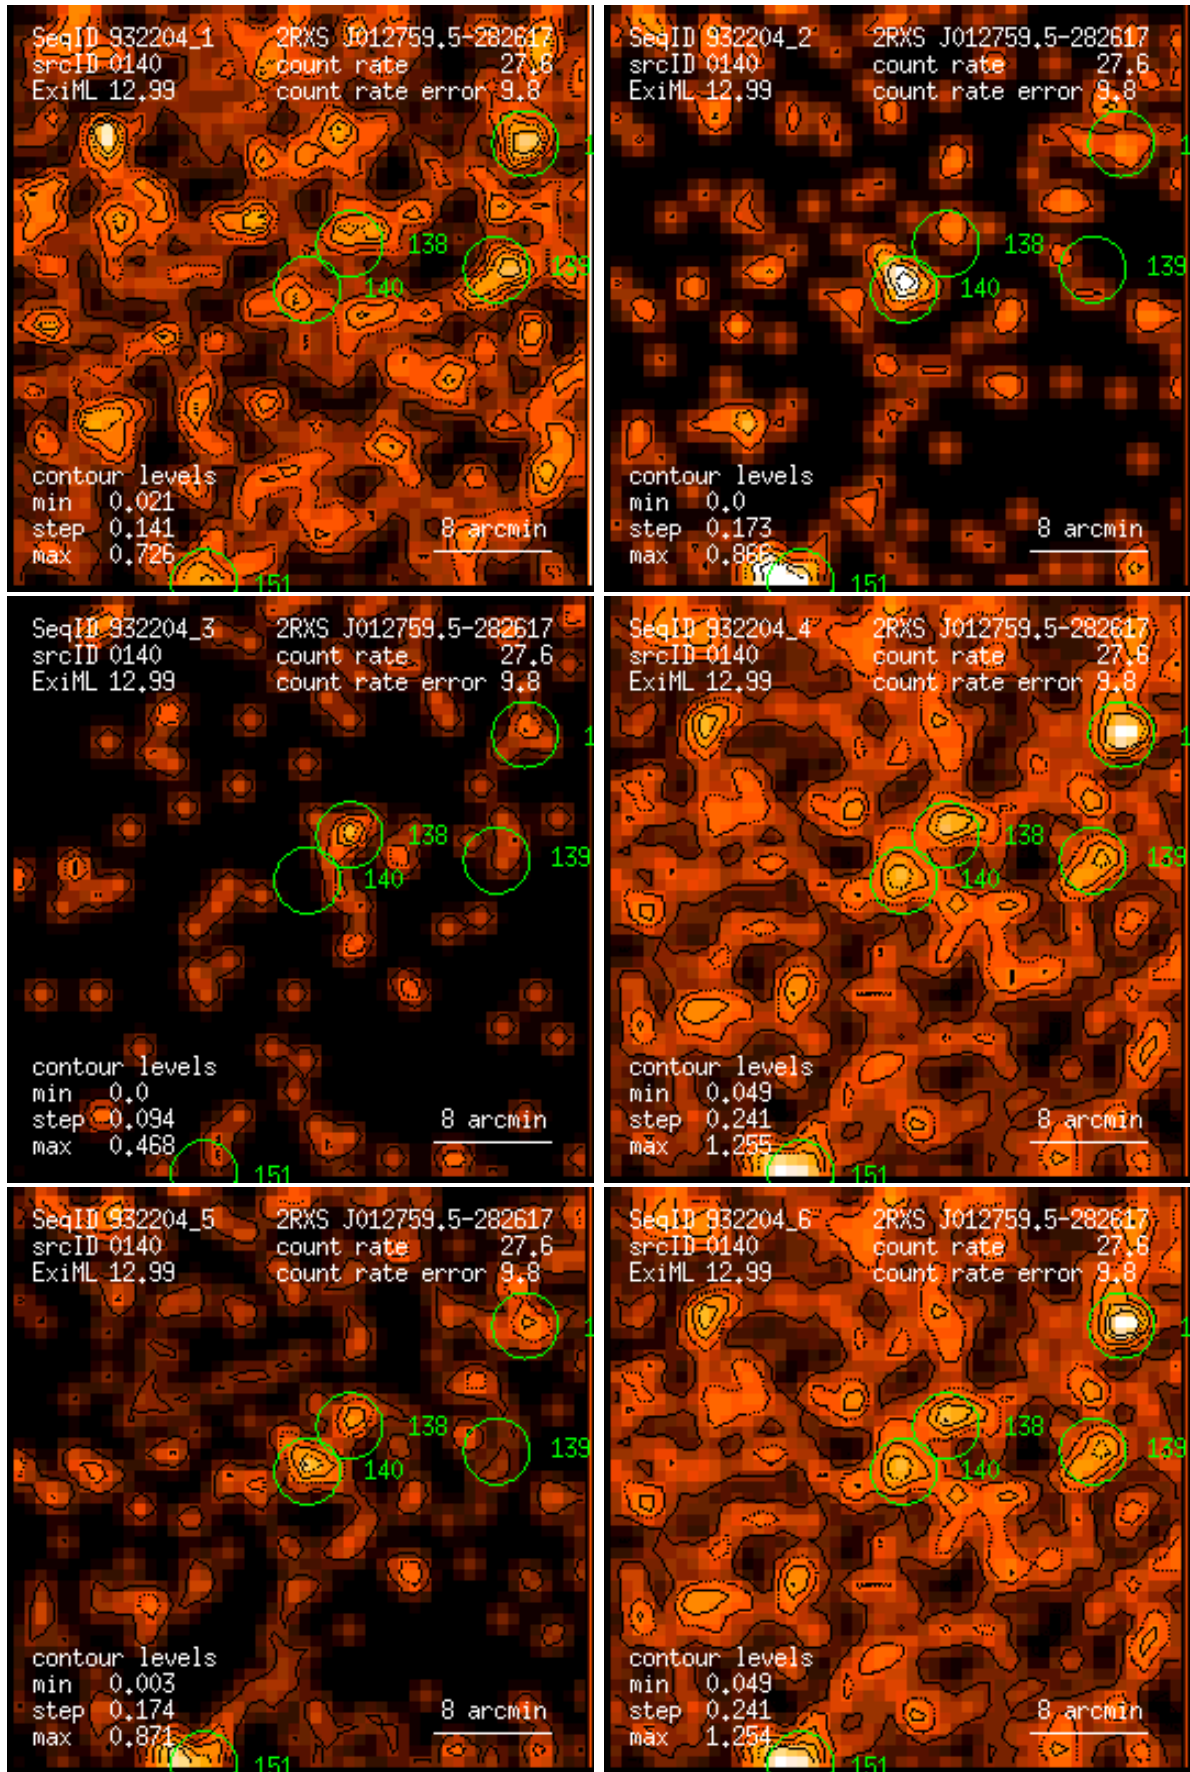 SeqID 932204_1 2RXS J012759.5-282617
srcID 0140 count rate 27.6
ExiML 12.99 count rate error 9.8
1
138
139
140
contour levels
min 0.021
step 0.141 8 arcmin
max 0.726
151
SeqID 932204_2 2RXS J012759.5-282617
srcID 0140 count rate 27.6
ExiML 12.99 count rate error 9.8
1
138
139
140
contour levels
min 0.0
step 0.173 8 arcmin
max 0.866
151
SeqID 932204_3 2RXS J012759.5-282617
srcID 0140 count rate 27.6
ExiML 12.99 count rate error 9.8
1
138
139
140
contour levels
min 0.0
step 0.094 8 arcmin
max 0.468
151
SeqID 932204_4 2RXS J012759.5-282617
srcID 0140 count rate 27.6
ExiML 12.99 count rate error 9.8
1
138
139
140
contour levels
min 0.049
step 0.241 8 arcmin
max 1.255
151
SeqID 932204_5 2RXS J012759.5-282617
srcID 0140 count rate 27.6
ExiML 12.99 count rate error 9.8
1
138
139
140
contour levels
min 0.003
step 0.174 8 arcmin
max 0.871
151
SeqID 932204_6 2RXS J012759.5-282617
srcID 0140 count rate 27.6
ExiML 12.99 count rate error 9.8
1
138
139
140
contour levels
min 0.049
step 0.241 8 arcmin
max 1.254
151